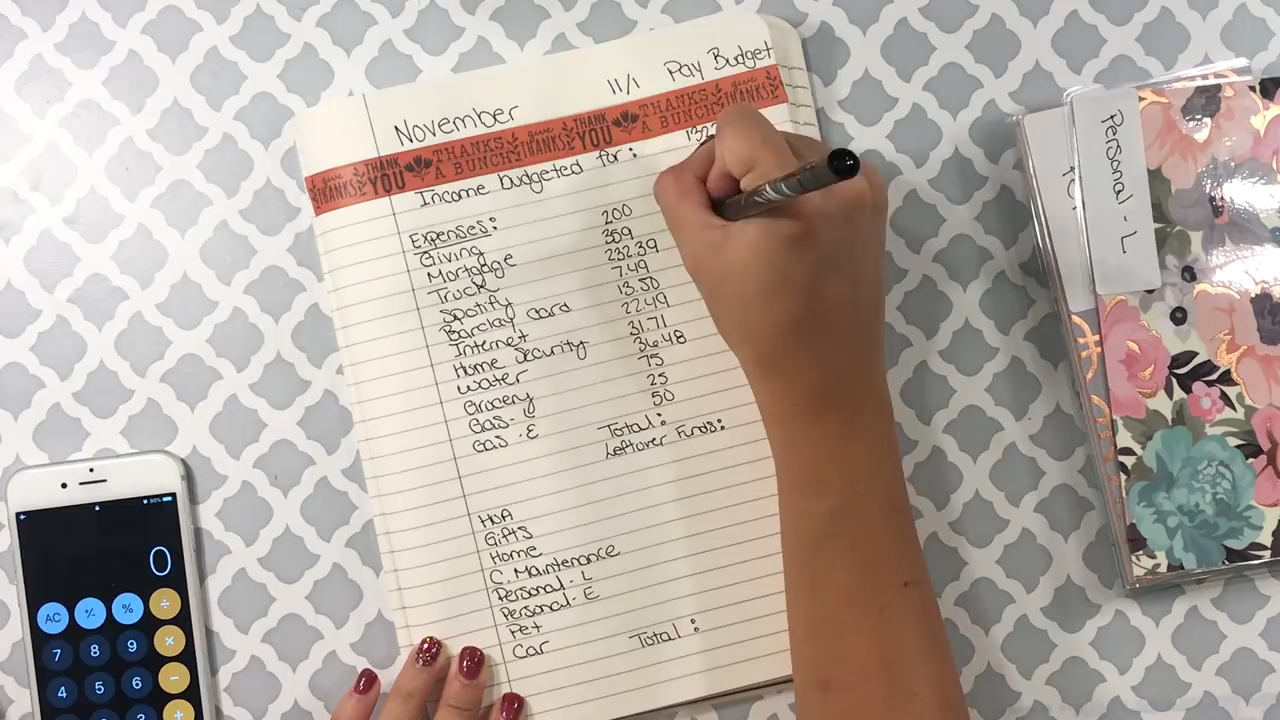 November 11/1 Pay Budget
give THANKS THANK YOU THANKS A BUNCH give THANKS THANK YOU THANKS A BUNCH give THANKS
Income budgeted for:
Expenses:
Giving 200
Mortgage 359
Truck 232.39
Spotify 7.49
Barclay Card 13.50
Internet 22.49
Home Security 31.71
Water 36.48
Grocery 75
Gas- 25
Gas - E 50
Total:
Leftover Funds:
HOA
Gifts
Home
C. Maintenance
Personal - L
Personal - E
Pet
Car
Total:
Personal - L
0
AC +/- % ÷
7 8 9 ×
4 5 6 −